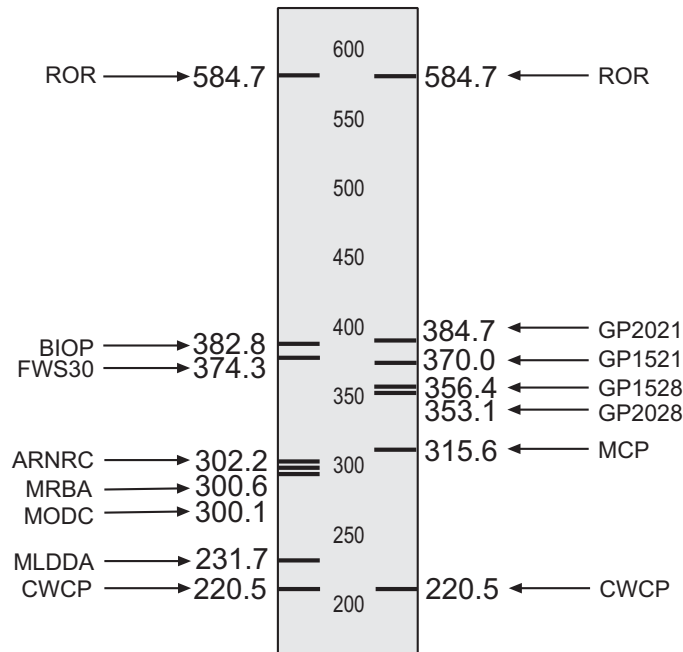 600
ROR 584.7 584.7 ROR
550
500
450
400
384.7 GP2021
BIOP 382.8
FWS30 374.3 370.0 GP1521
350 356.4 GP1528
353.1 GP2028
ARNRC 302.2 315.6 MCP
300
MRBA 300.6
MODC 300.1
250
MLDDA 231.7
CWCP 220.5 220.5 CWCP
200